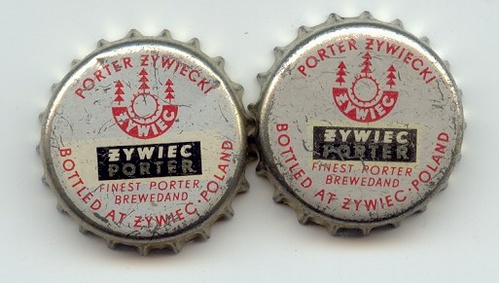 PORTER ŻYWIECKI
ŻYWIEC
ŻYWIEC
PORTER
FINEST PORTER
BREWEDAND
BOTTLED AT ŻYWIEC-POLAND
PORTER ŻYWIECKI
ŻYWIEC
ŻYWIEC
PORTER
FINEST PORTER
BREWEDAND
BOTTLED AT ŻYWIEC-POLAND